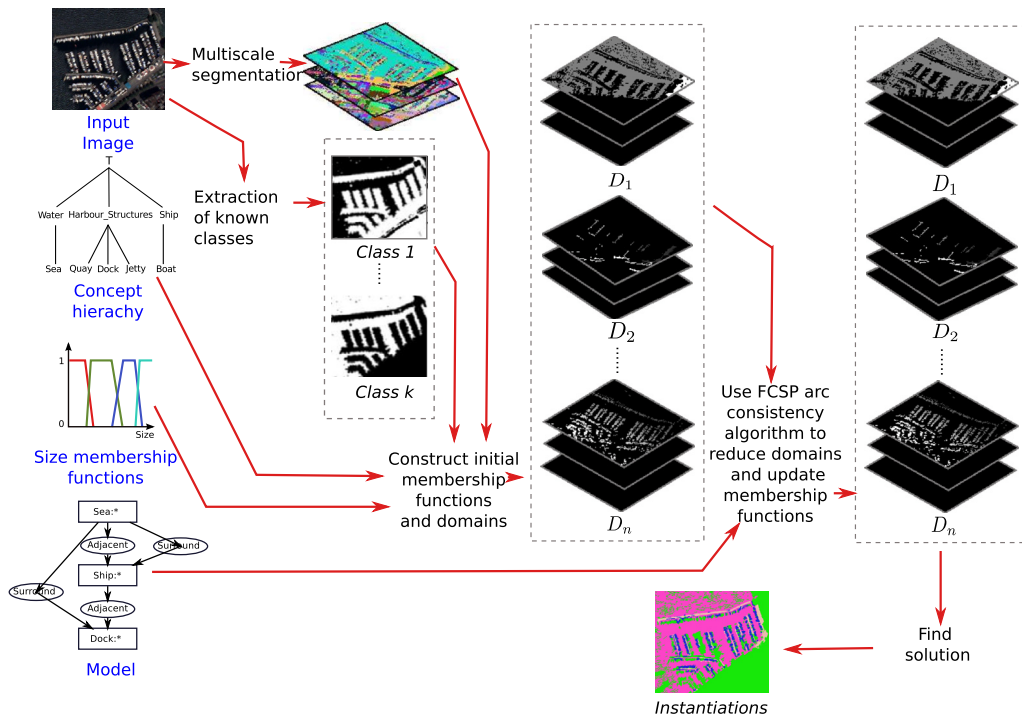 Input
Image
Multiscale
segmentation
Extraction
of known
classes
Class 1
Class k
T
Water Harbour_Structures Ship
Sea Quay Dock Jetty Boat
Concept
hierachy
1
0
Size
Size membership
functions
Sea:*
Adjacent
Surround
Ship:*
Surround
Adjacent
Dock:*
Model
Construct initial
membership
functions
and domains
D1
D2
Dn
Use FCSP arc
consistency
algorithm to
reduce domains
and update
membership
functions
D1
D2
Dn
Find
solution
Instantiations